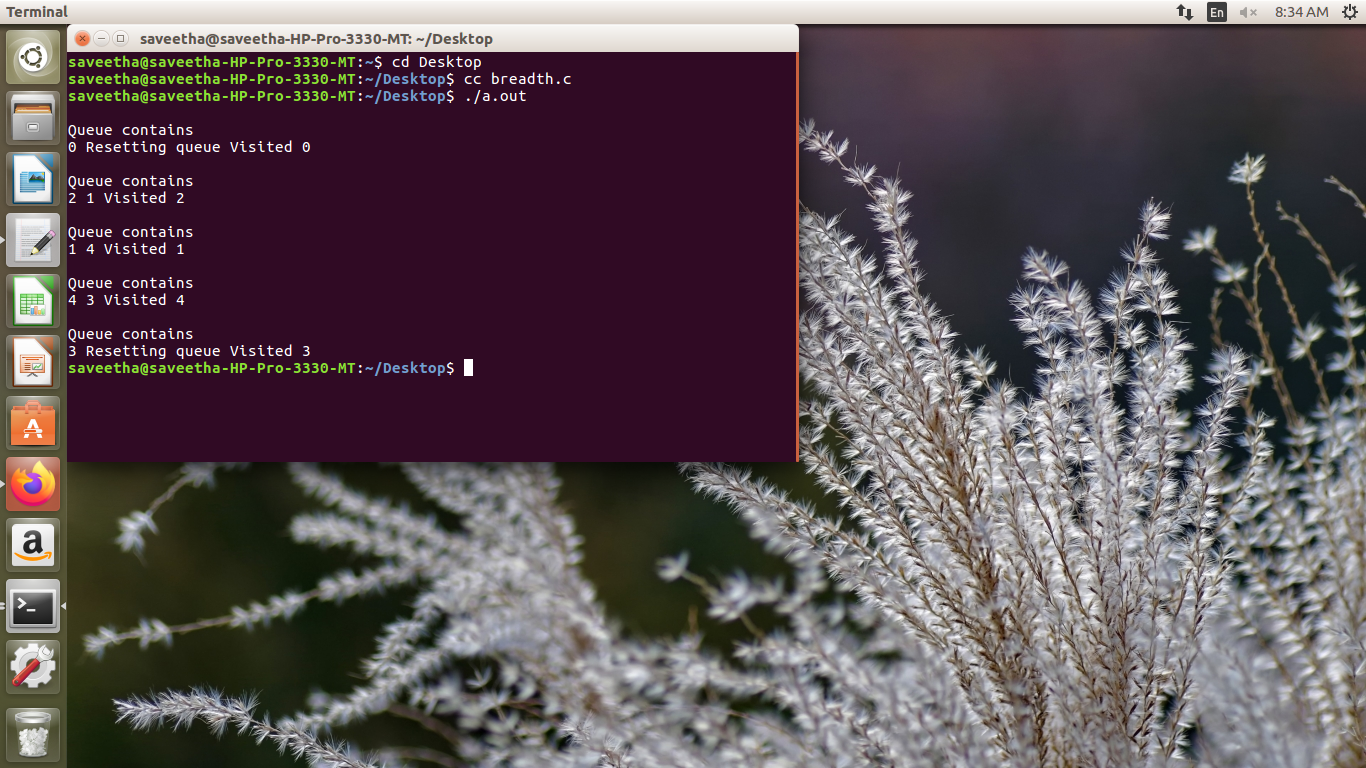 Terminal
En
8:34 AM
saveetha@saveetha-HP-Pro-3330-MT: ~/Desktop
saveetha@saveetha-HP-Pro-3330-MT:~$ cd Desktop
saveetha@saveetha-HP-Pro-3330-MT:~/Desktop$ cc breadth.c
saveetha@saveetha-HP-Pro-3330-MT:~/Desktop$ ./a.out
Queue contains
0 Resetting queue Visited 0
Queue contains
2 1 Visited 2
Queue contains
1 4 Visited 1
Queue contains
4 3 Visited 4
Queue contains
3 Resetting queue Visited 3
saveetha@saveetha-HP-Pro-3330-MT:~/Desktop$